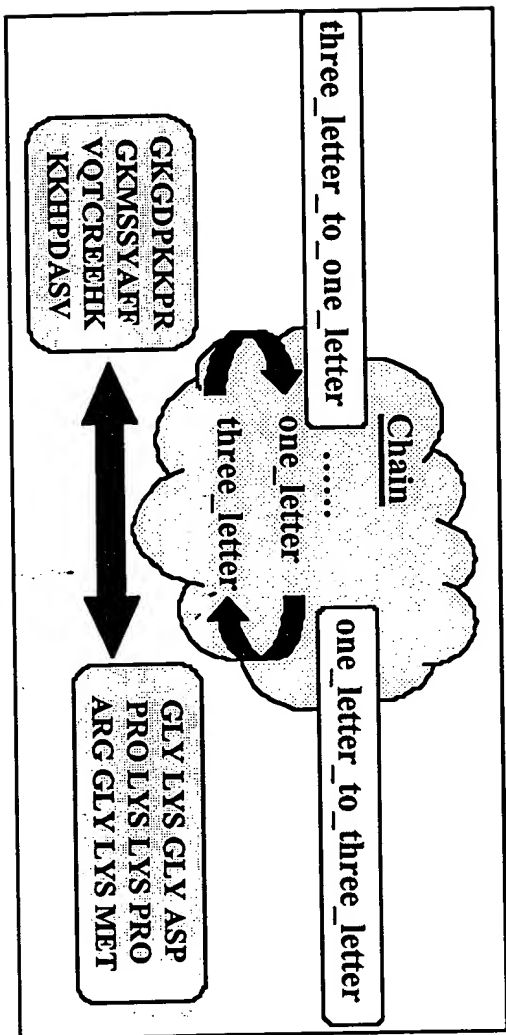 three_letter_to_one_letter
one_letter_to_three_letter
Chain
......
one_letter
three_letter
GKGDPKKPR
GKMSSYAFF
VQTCREEHK
KKHPDASV
GLY LYS GLY ASP
PRO LYS LYS PRO
ARG GLY LYS MET